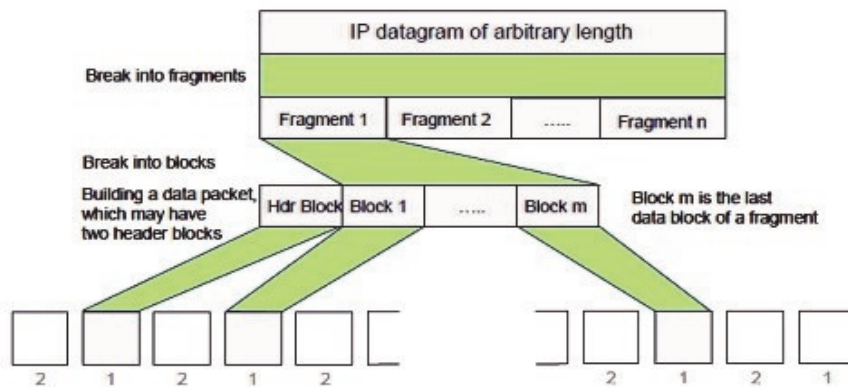 IP datagram of arbitrary length
Break into fragments
Fragment 1 Fragment 2 ..... Fragment n
Break into blocks
Building a data packet,
which may have
two header blocks
Hdr Block Block 1 ..... Block m
Block m is the last
data block of a fragment
2 1 2 1 2 2 1 2 1